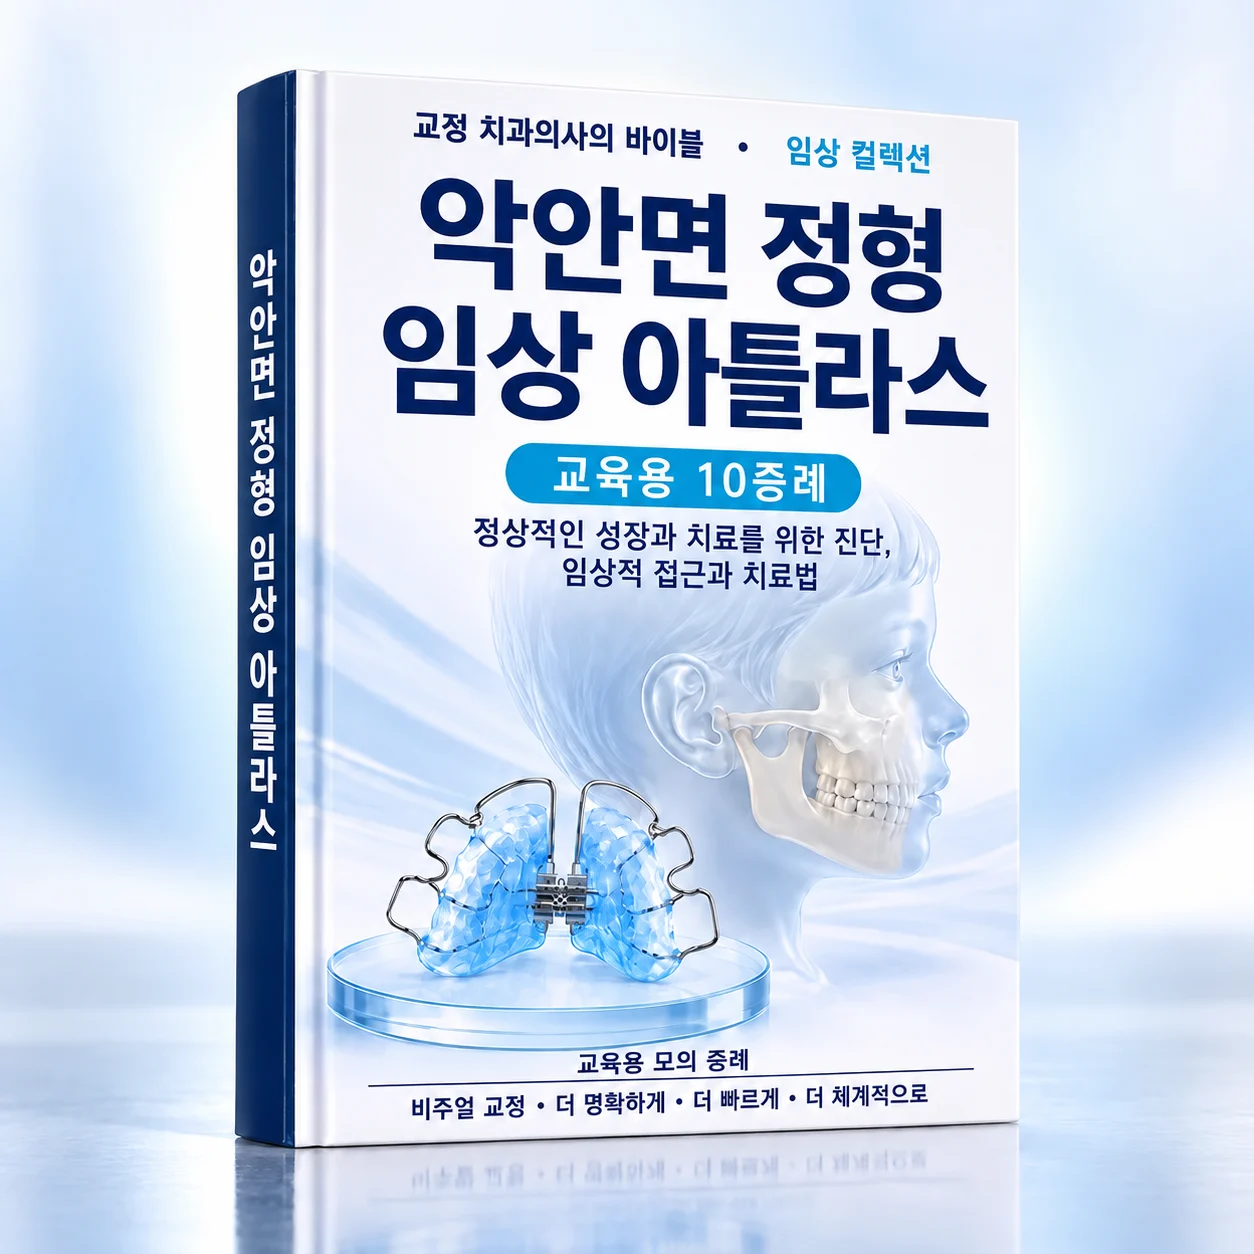 교정 치과의사의 바이블 • 임상 컬렉션
악안면 정형
임상 아틀라스
교육용 10증례
정상적인 성장과 치료를 위한 진단,
임상적 접근과 치료법
교육용 모의 증례
비주얼 교정 • 더 명확하게 • 더 빠르게 • 더 체계적으로
악안면 정형 임상 아틀라스